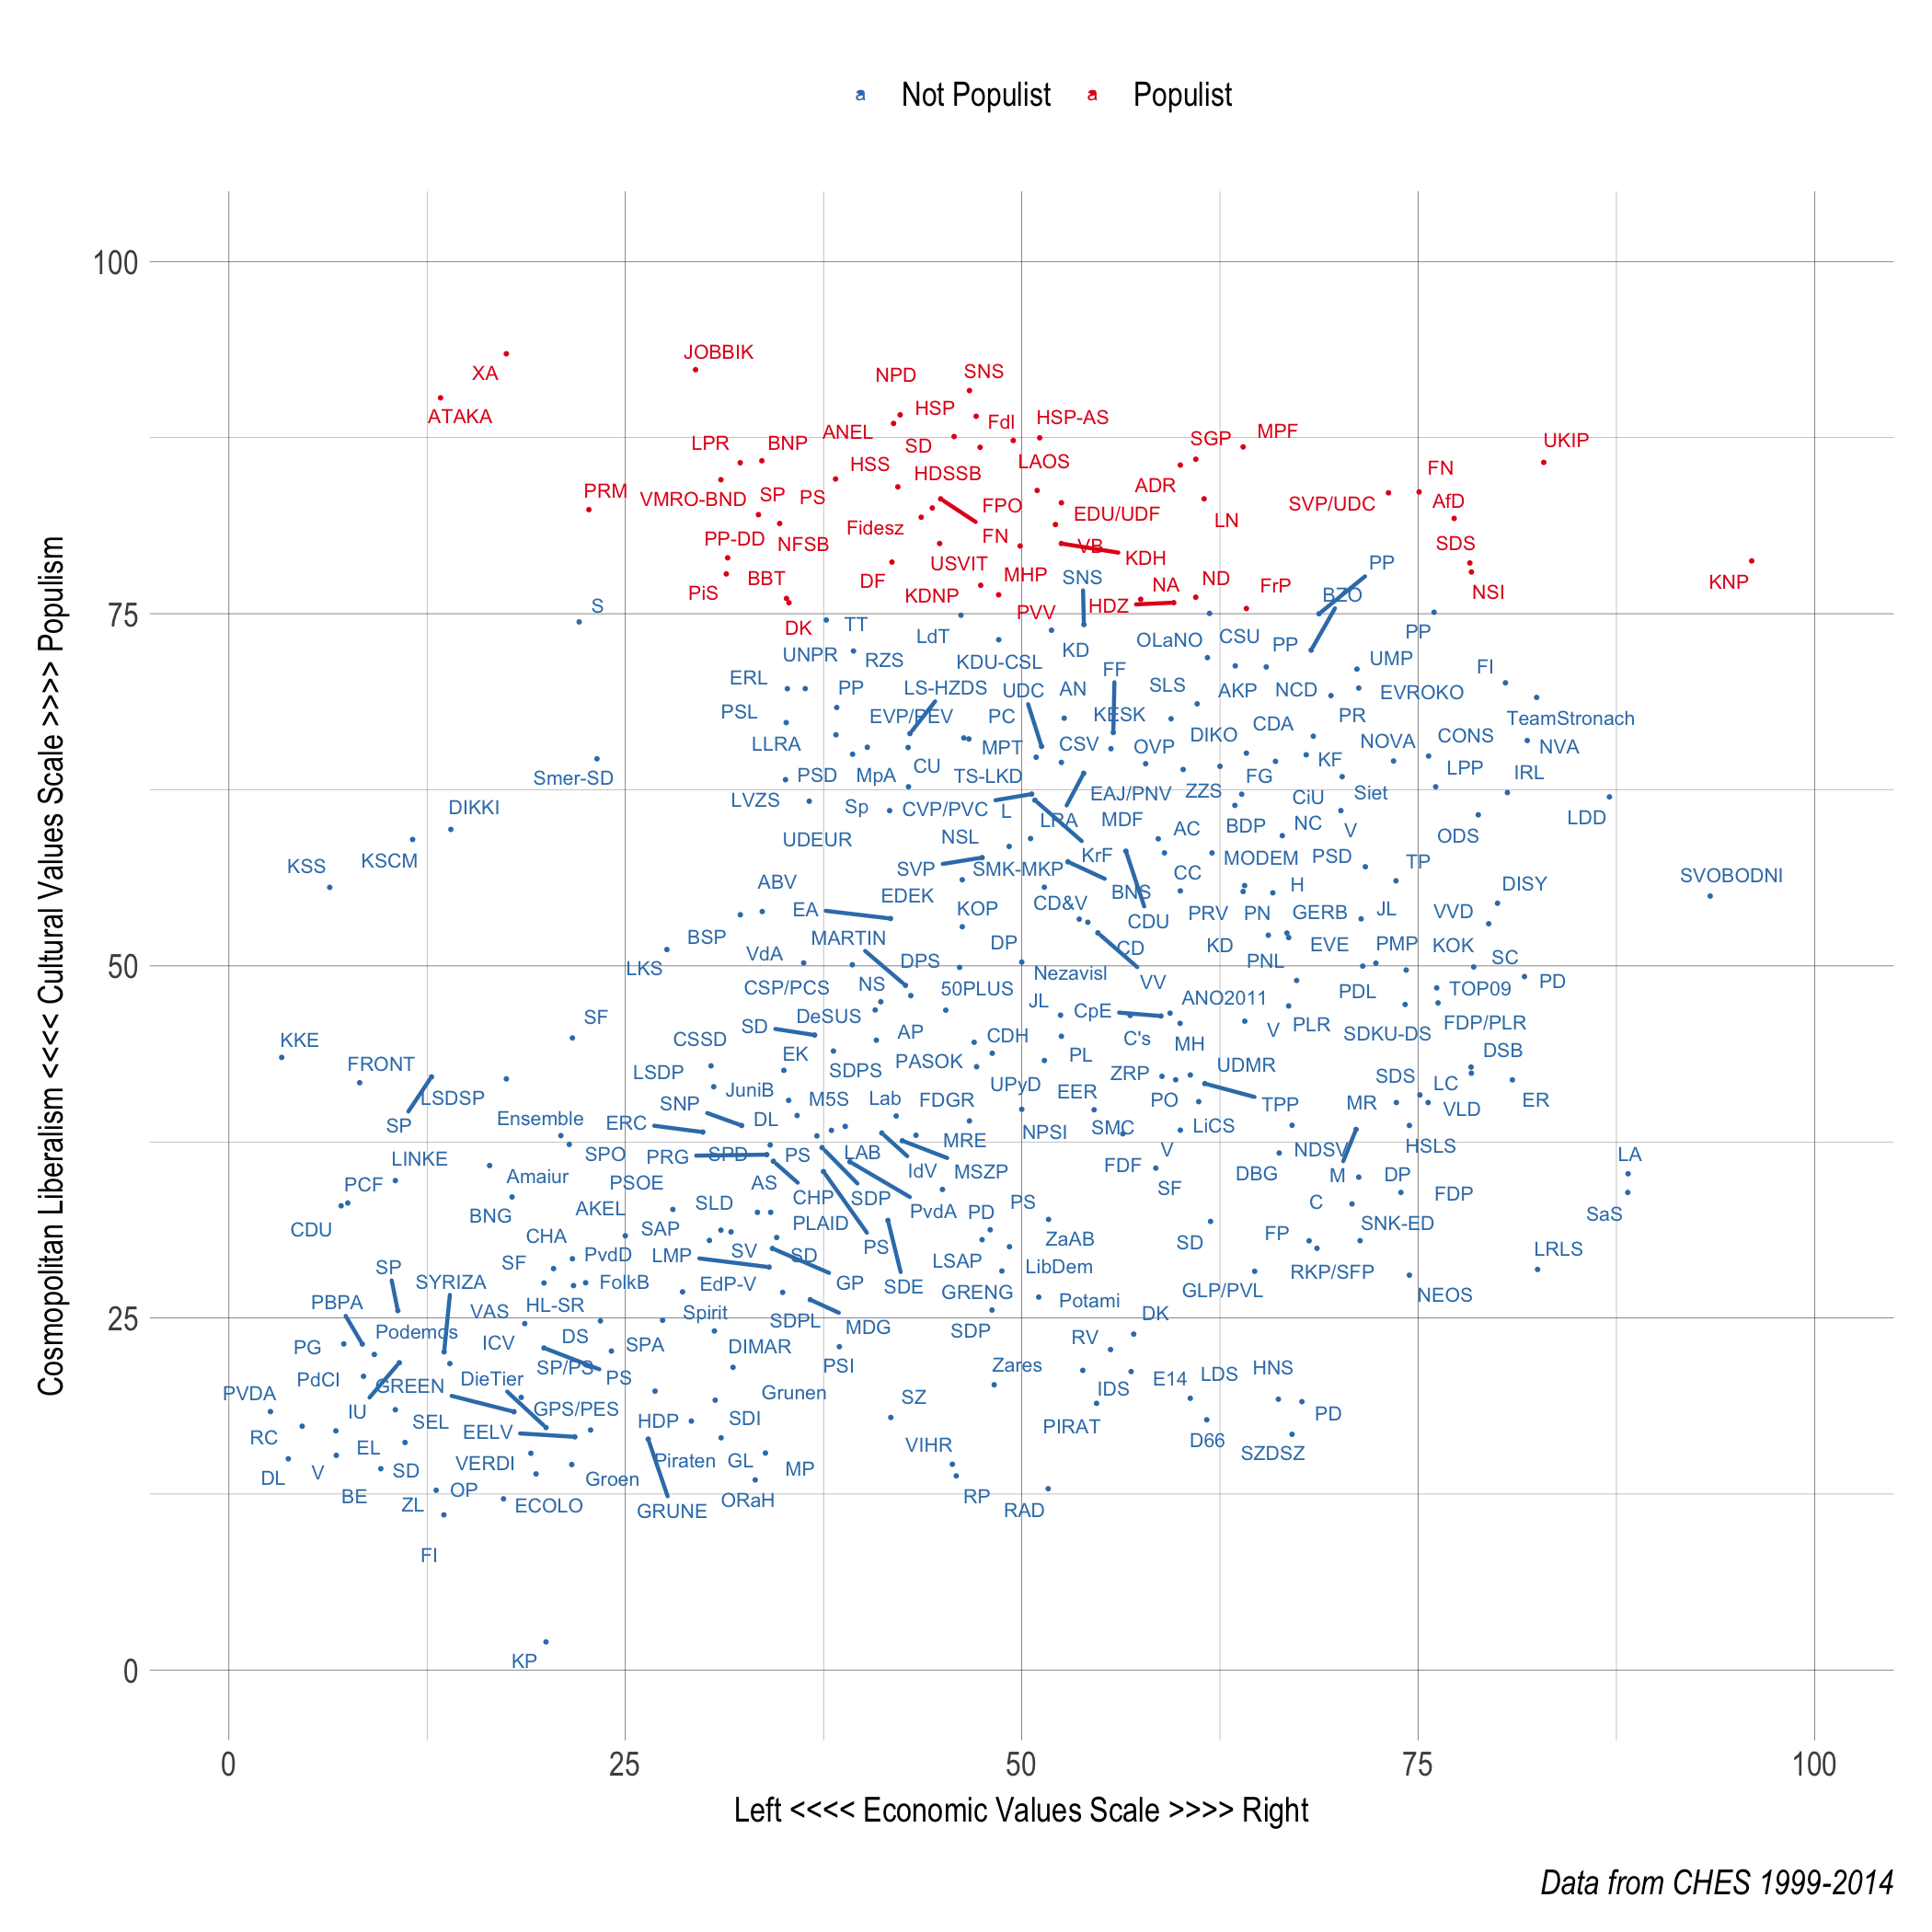 Not Populist
Populist
Cosmopolitan Liberalism <<<< Cultural Values Scale >>>> Populism
100
75
50
25
0
XA
JOBBIK
ATAKA
NPD
SNS
HSP
FdI
HSP-AS
MPF
SGP
UKIP
LPR
BNP
ANEL
SD
LAOS
HSS
HDSSB
FN
PRM
VMRO-BND
SP
PS
ADR
SVP/UDC
AfD
FPO
EDU/UDF
LN
Fidesz
PP-DD
NFSB
FN
VB
KDH
SDS
USVIT
MHP
SNS
PP
KNP
PiS
BBT
DF
KDNP
NA
ND
FrP
NSI
BZO
S
DK
TT
PVV
HDZ
LdT
KD
OLaNO
CSU
PP
PP
UNPR
RZS
KDU-CSL
FF
UMP
FI
ERL
PP
LS-HZDS
UDC
AN
SLS
AKP
NCD
EVROKO
PSL
EVP/BEV
PC
KESK
CDA
PR
TeamStronach
LLRA
MPT
CSV
OVP
DIKO
NOVA
CONS
NVA
Smer-SD
PSD
MpA
CU
TS-LKD
FG
KF
LPP
IRL
DIKKI
LVZS
Sp
CVP/PVC
L
EAJ/PNV
ZZS
CiU
Siet
LDD
UDEUR
NSL
LRA
MDF
AC
BDP
NC
V
ODS
KSS
KSCM
SVP
SMK-MKP
KrF
CC
MODEM
PSD
TP
SVOBODNI
ABV
EDEK
BNS
H
DISY
EA
KOP
CD&V
CDU
PRV
PN
GERB
JL
VVD
BSP
MARTIN
DP
CD
KD
EVE
PMP
KOK
SC
LKS
VdA
DPS
Nezavisl
VV
PNL
PD
CSP/PCS
NS
50PLUS
JL
CpE
ANO2011
PDL
TOP09
SF
SD
DeSUS
AP
CDH
C's
MH
V
PLR
SDKU-DS
FDP/PLR
KKE
CSSD
EK
PASOK
PL
UDMR
DSB
FRONT
LSDP
SDPS
UPyD
ZRP
SDS
LC
LSDSP
JuniB
EER
PO
TPP
MR
VLD
ER
SP
Ensemble
SNP
DL
M5S
Lab
FDGR
NPSI
SMC
LiCS
ERC
SPO
PRG
SPD
PS
LAB
MRE
V
NDSV
HSLS
LA
LINKE
PSOE
AS
IdV
MSZP
FDF
DBG
M
DP
FDP
PCF
Amaiur
CHP
SDP
SF
C
SaS
CDU
BNG
AKEL
SLD
PLAID
PvdA
PD
PS
SNK-ED
CHA
SAP
PS
ZaAB
SD
FP
LRLS
SF
PvdD
LMP
SV
SD
LSAP
LibDem
RKP/SFP
SP
SYRIZA
FolkB
EdP-V
GP
SDE
GRENG
GLP/PVL
NEOS
PBPA
VAS
HL-SR
Spirit
SDPL
MDG
Potami
DK
PG
Podemos
ICV
DS
SPA
DIMAR
PSI
SDP
RV
PVDA
PdCI
GREEN
DieTier
SP/PS
PS
Grunen
Zares
IDS
E14
LDS
HNS
RC
IU
SEL
GPS/PES
HDP
SDI
SZ
PIRAT
D66
PD
EL
EELV
VIHR
SZDSZ
DL
V
SD
VERDI
Groen
Piraten
GL
MP
BE
ZL
OP
ECOLO
GRUNE
ORaH
RP
RAD
FI
KP
0
25
50
75
100
Left <<<< Economic Values Scale >>>> Right
Data from CHES 1999-2014